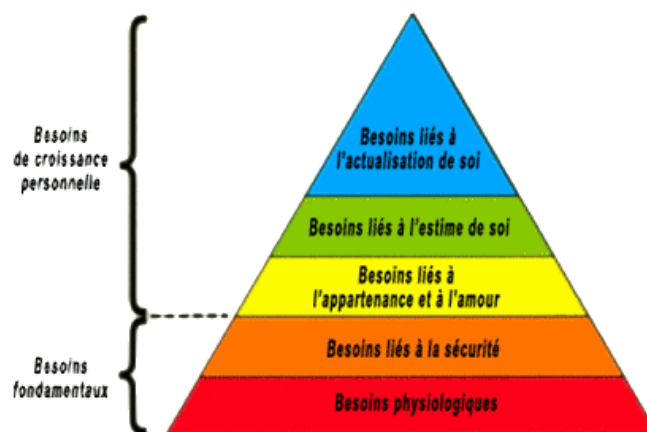 Besoins
de croissance
personnelle
Besoins liés à
l'actualisation de soi
Besoins liés à l'estime de soi
Besoins liés à
l'appartenance et à l'amour
Besoins
fondamentaux
Besoins liés à la sécurité
Besoins physiologiques